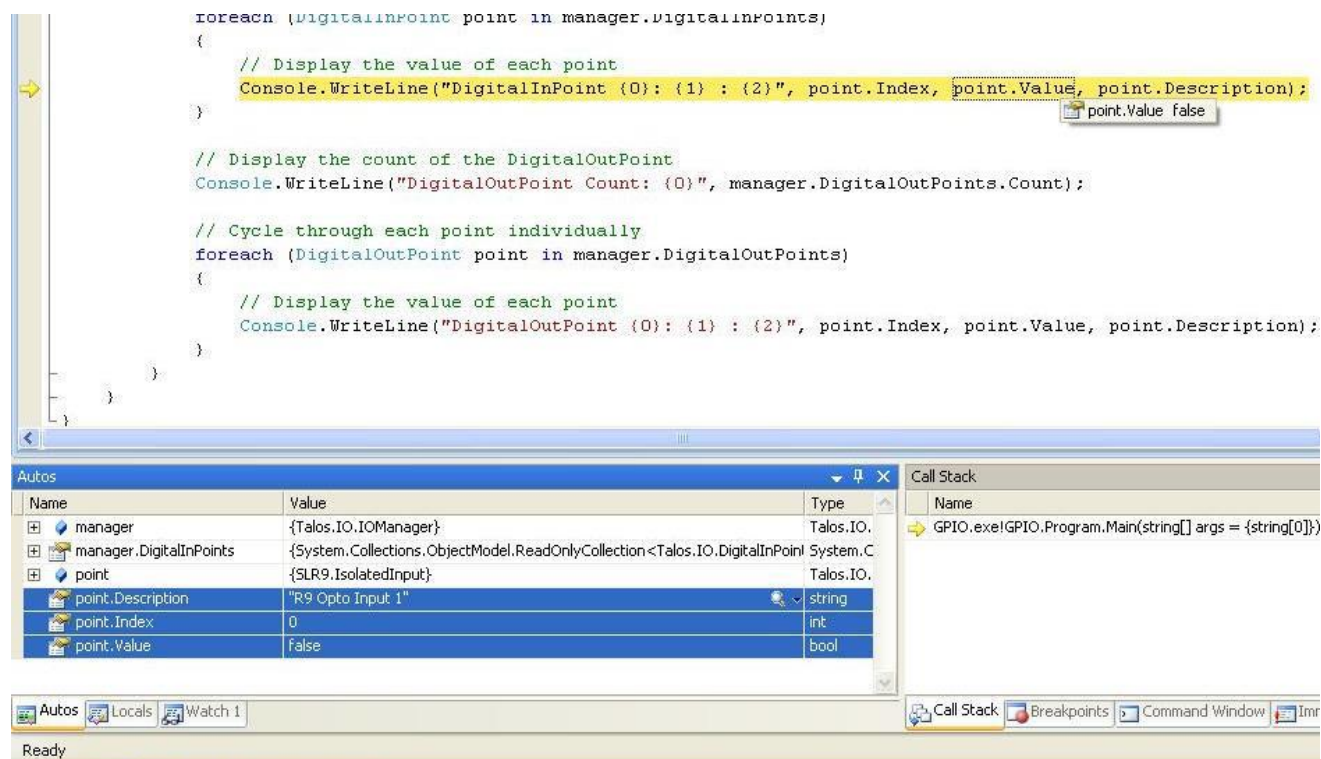 foreach (DigitalInPoint point in manager.DigitalInPoints)
{
// Display the value of each point
Console.WriteLine("DigitalInPoint {0}: {1} : {2}", point.Index, point.Value, point.Description);
point.Value false
}
// Display the count of the DigitalOutPoint
Console.WriteLine("DigitalOutPoint Count: {0}", manager.DigitalOutPoints.Count);
// Cycle through each point individually
foreach (DigitalOutPoint point in manager.DigitalOutPoints)
{
// Display the value of each point
Console.WriteLine("DigitalOutPoint {0}: {1} : {2}", point.Index, point.Value, point.Description);
}
}
}
}
Autos
Name Value Type
manager {Talos.IO.IOManager} Talos.IO.
manager.DigitalInPoints {System.Collections.ObjectModel.ReadOnlyCollection<Talos.IO.DigitalInPoint System.C
point {SLR9.IsolatedInput} Talos.IO.
point.Description "R9 Opto Input 1" string
point.Index 0 int
point.Value false bool
Autos Locals Watch 1
Call Stack
Name
GPIO.exe!GPIO.Program.Main(string[] args = {string[0]})
Call Stack Breakpoints Command Window Imm
Ready